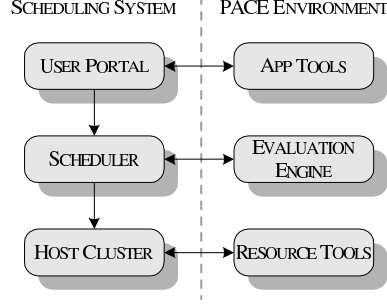 SCHEDULING SYSTEM
PACE ENVIRONMENT
USER PORTAL
APP TOOLS
SCHEDULER
EVALUATION
ENGINE
HOST CLUSTER
RESOURCE TOOLS